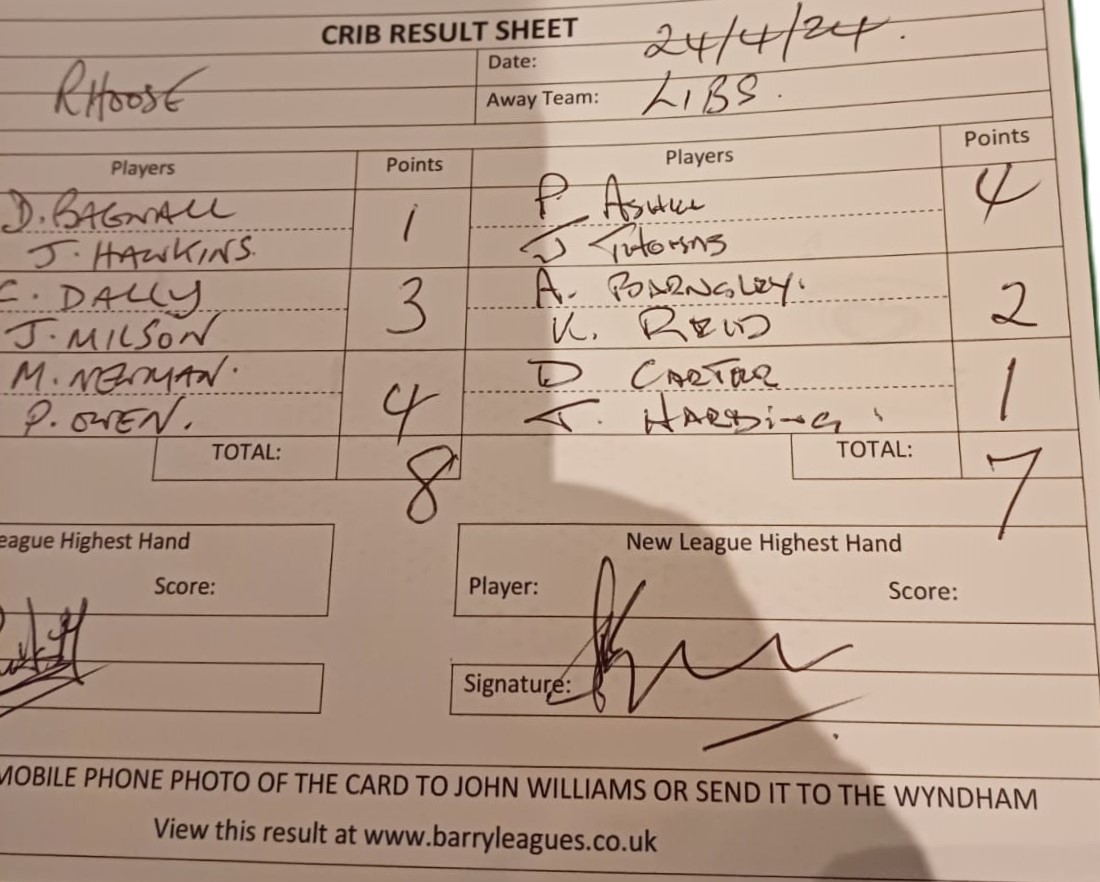 CRIB RESULT SHEET
RHOOSE
Date: 24/4/24.
Away Team: LIBS.
Players Points Players Points
D. BAGNALL 1 P. 4
J. HAWKINS. J
C. DALLY 3 A. BARNSLEY. 2
J. MILSON K. REID
M. NEWMAN. 4 D CARTER 1
P. OWEN. T. HARDING.
TOTAL: 8 TOTAL: 7
eague Highest Hand New League Highest Hand
Score: Player: Score:
Signature:
MOBILE PHONE PHOTO OF THE CARD TO JOHN WILLIAMS OR SEND IT TO THE WYNDHAM
View this result at www.barryleagues.co.uk